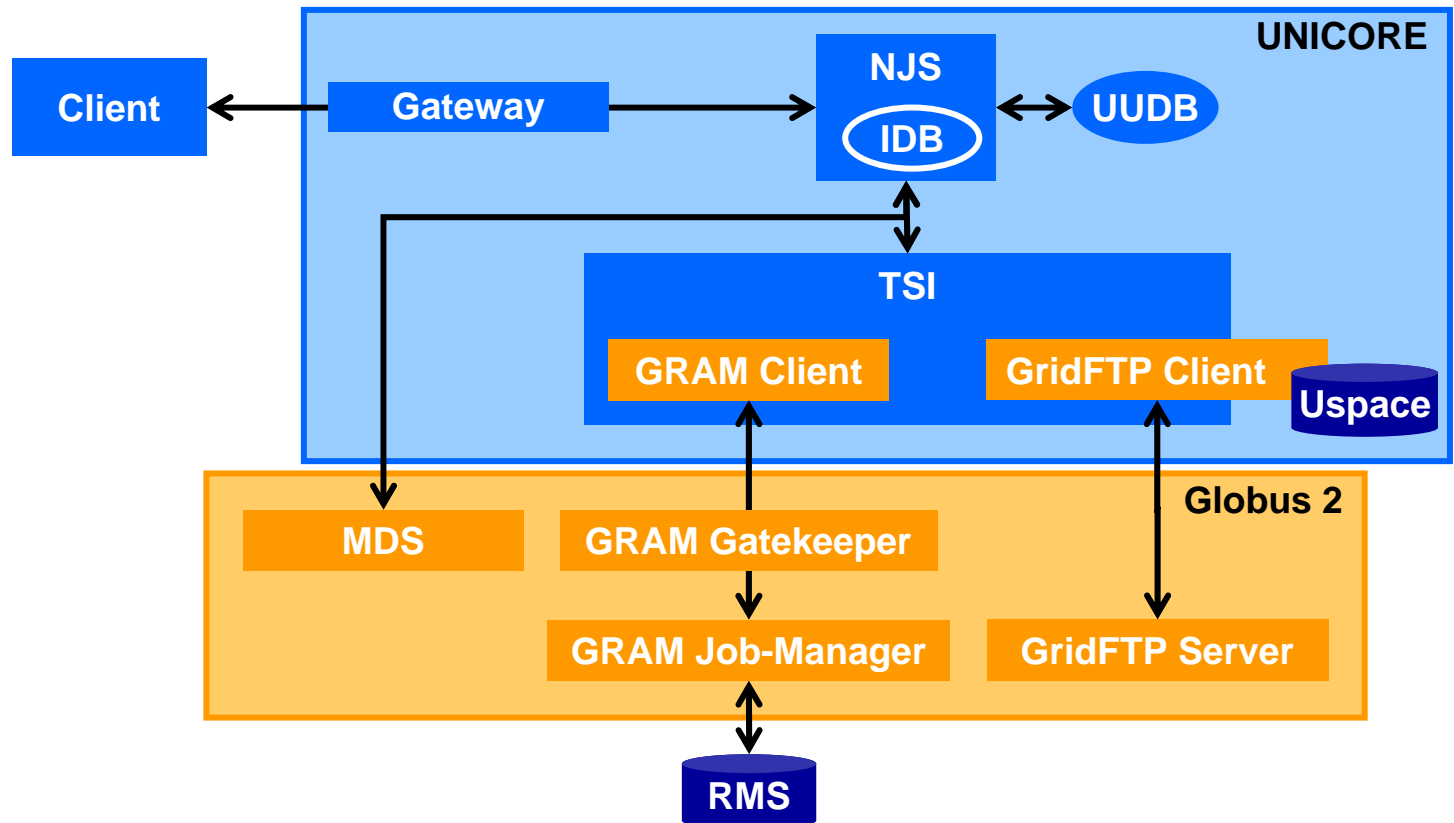 UNICORE
Client
Gateway
NJS
IDB
UUDB
TSI
GRAM Client
GridFTP Client
Uspace
Globus 2
MDS
GRAM Gatekeeper
GRAM Job-Manager
GridFTP Server
RMS